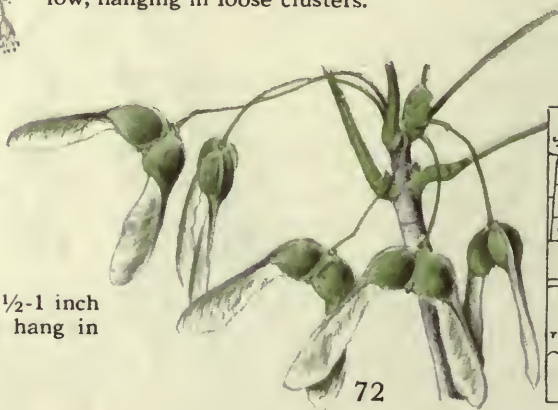 low, hanging in loose clusters.
½-1 inch
hang in
72